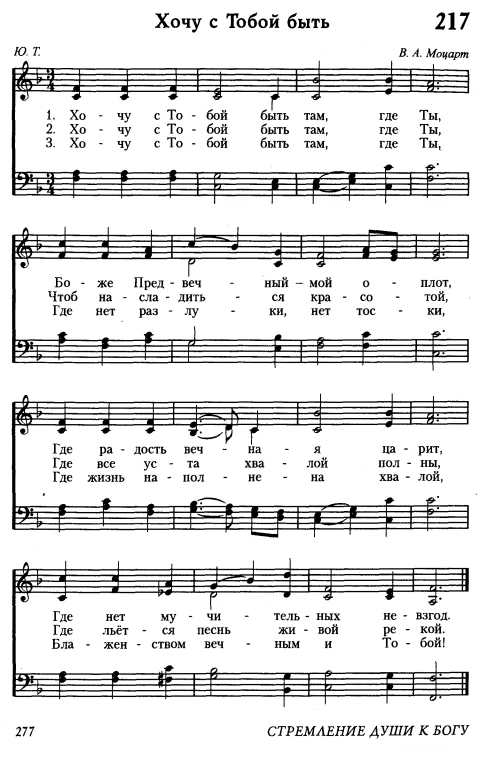 Хочу с Тобой быть 217
Ю. Т. В. А. Моцарт
1. Хо - чу с То - бой быть там, где Ты,
2. Хо - чу с То - бой быть там, где Ты,
3. Хо - чу с То - бой быть там, где Ты,
Бо - же Пред - веч - ный – мой о - плот,
Чтоб на - сла - дить - ся кра - со - той,
Где нет раз - лу - ки, нет тос - ки,
Где ра - дость веч - на - я ца - рит,
Где все ус - та хва - лой пол - ны,
Где жизнь на - пол - не - на хва - лой,
Где нет му - чи - тель - ных не - взгод.
Где льёт - ся песнь жи - вой ре - кой.
Бла - жен - ством веч - ным и То - бой!
277 СТРЕМЛЕНИЕ ДУШИ К БОГУ